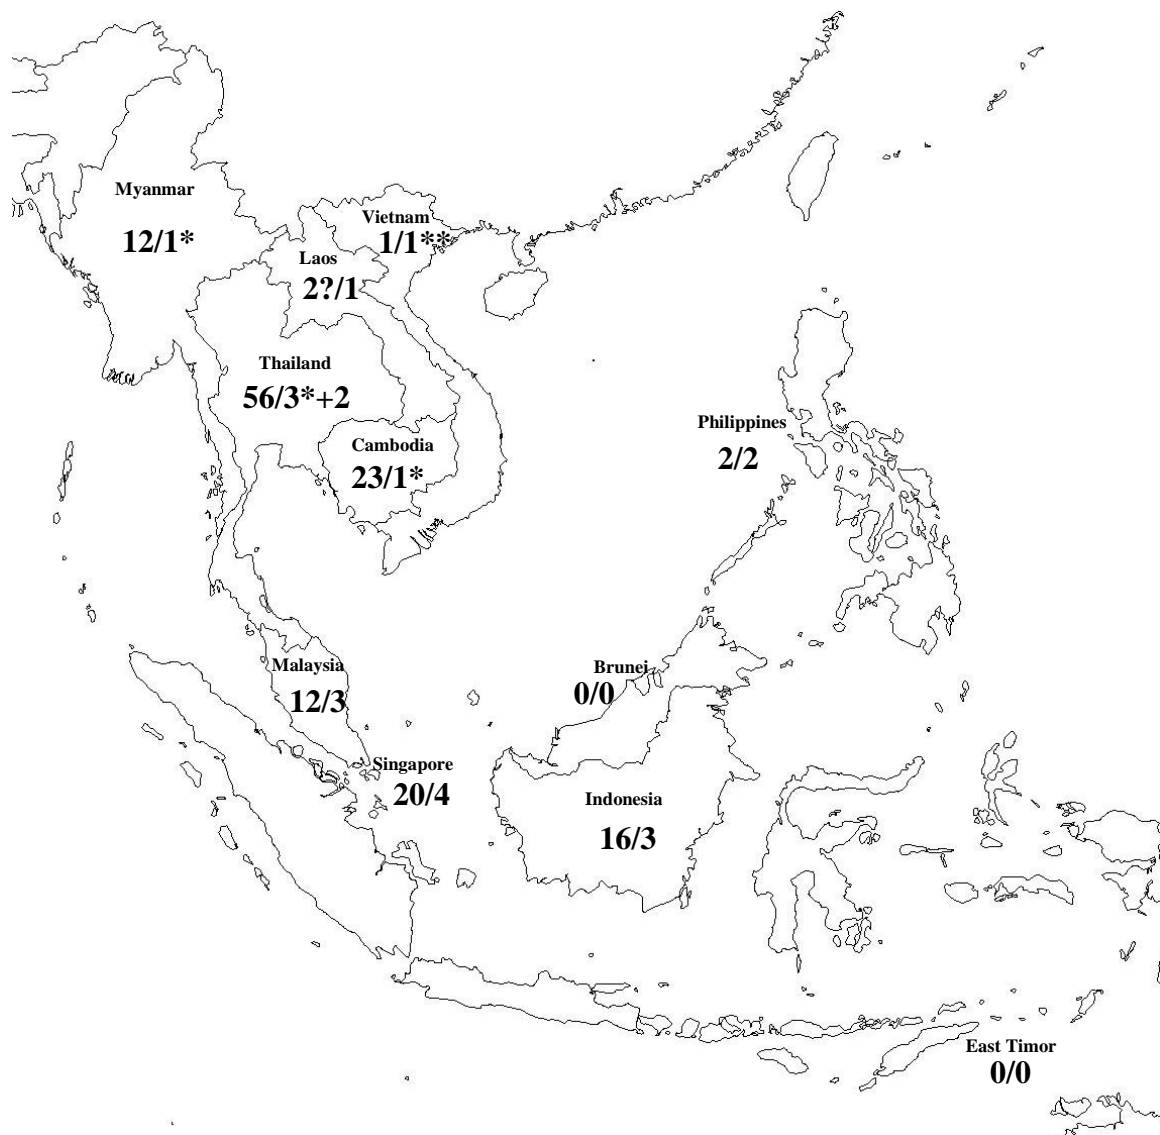 Myanmar
12/1*
Vietnam
1/1**
Laos
2?/1
Thailand
56/3*+2
Cambodia
23/1*
Philippines
2/2
Malaysia
12/3
Brunei
0/0
Singapore
20/4
Indonesia
16/3
East Timor
0/0